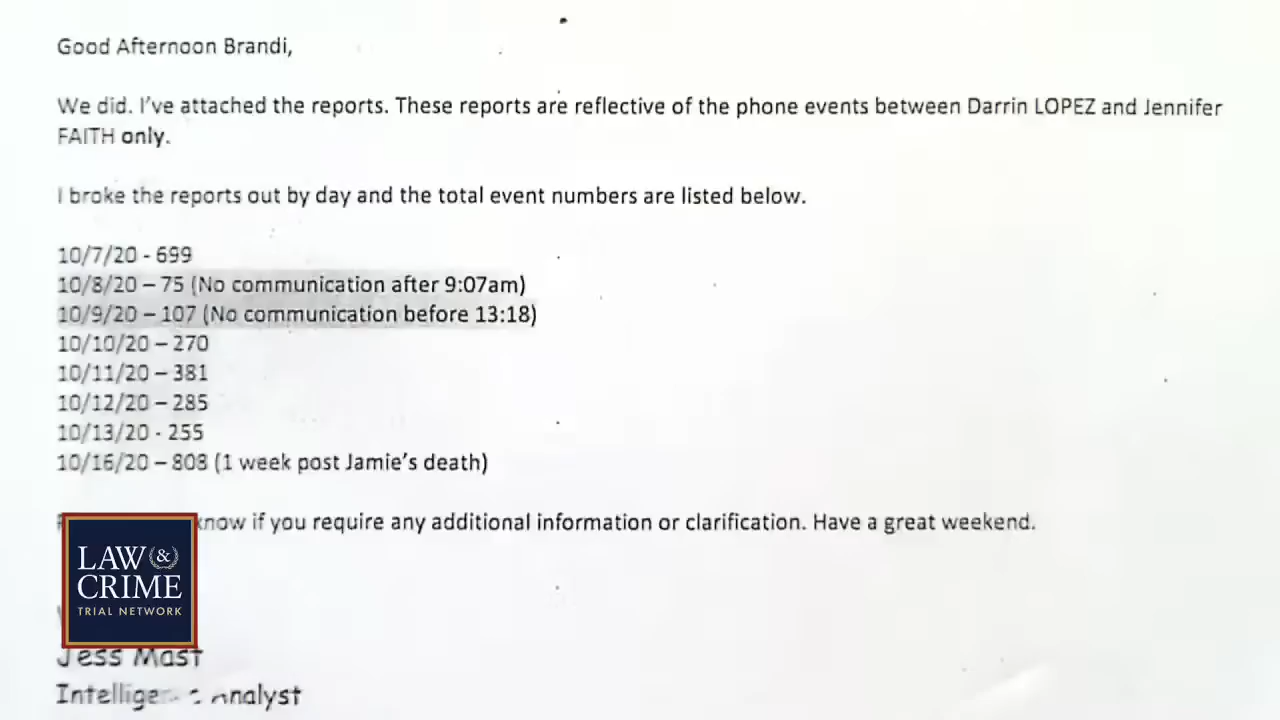 Good Afternoon Brandi,
We did. I've attached the reports. These reports are reflective of the phone events between Darrin LOPEZ and Jennifer
FAITH only.
I broke the reports out by day and the total event numbers are listed below.
10/7/20 - 699
10/8/20 – 75 (No communication after 9:07am)
10/9/20 – 107 (No communication before 13:18)
10/10/20 – 270
10/11/20 – 381
10/12/20 – 285
10/13/20 - 255
10/16/20 – 808 (1 week post Jamie's death)
know if you require any additional information or clarification. Have a great weekend.
LAW &
CRIME
TRIAL NETWORK
Jess Mast
Analyst